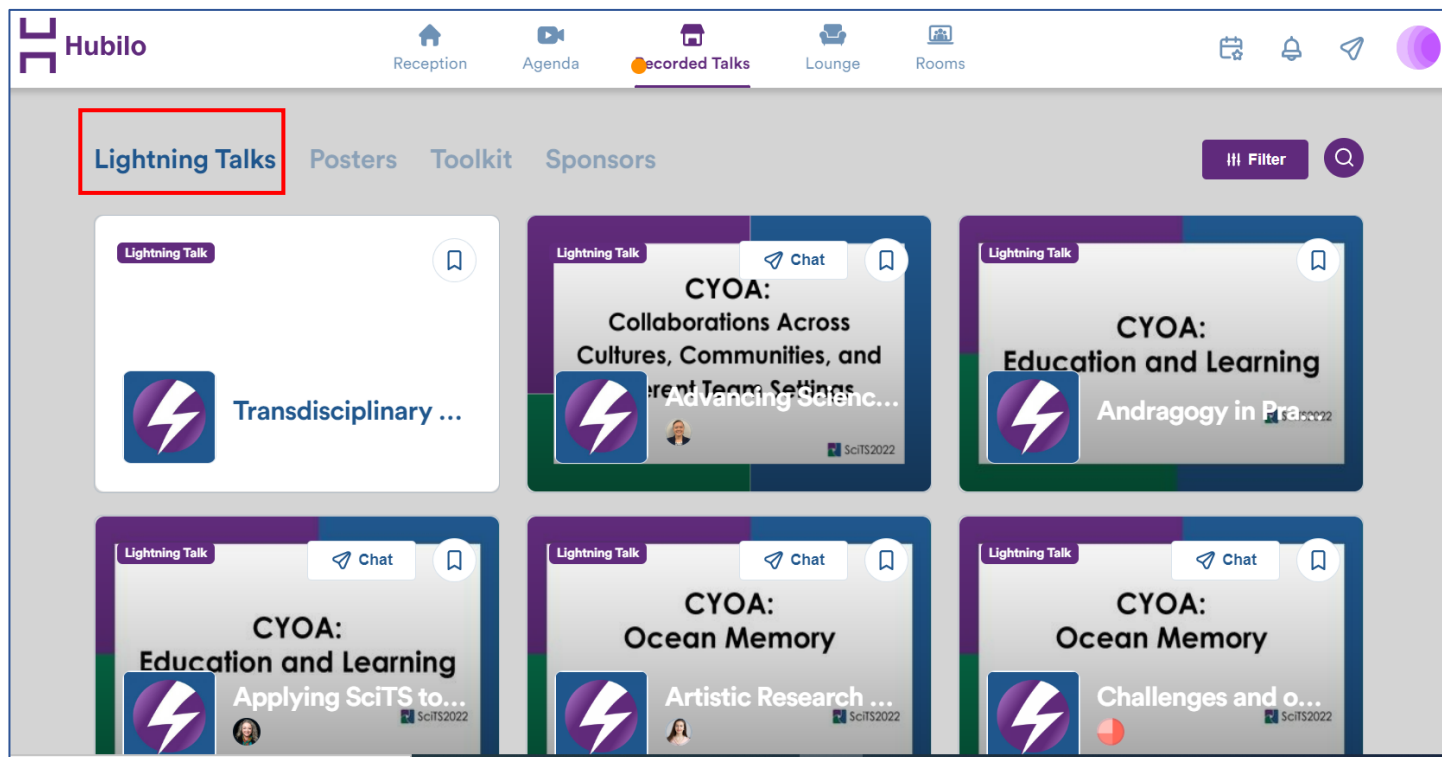 Hubilo
Reception
Agenda
Recorded Talks
Lounge
Rooms
Lightning Talks
Posters
Toolkit
Sponsors
Filter
Lightning Talk
Transdisciplinary ...
Lightning Talk
Chat
CYOA:
Collaborations Across
Cultures, Communities, and
Team Settings
Advancing Scienc...
SciTS2022
Lightning Talk
CYOA:
Education and Learning
Andragogy in Pra...
Lightning Talk
Chat
CYOA:
Education and Learning
Applying SciTS to...
SciTS2022
Lightning Talk
Chat
CYOA:
Ocean Memory
Artistic Research ...
SciTS2022
Lightning Talk
Chat
CYOA:
Ocean Memory
Challenges and o...
SciTS2022